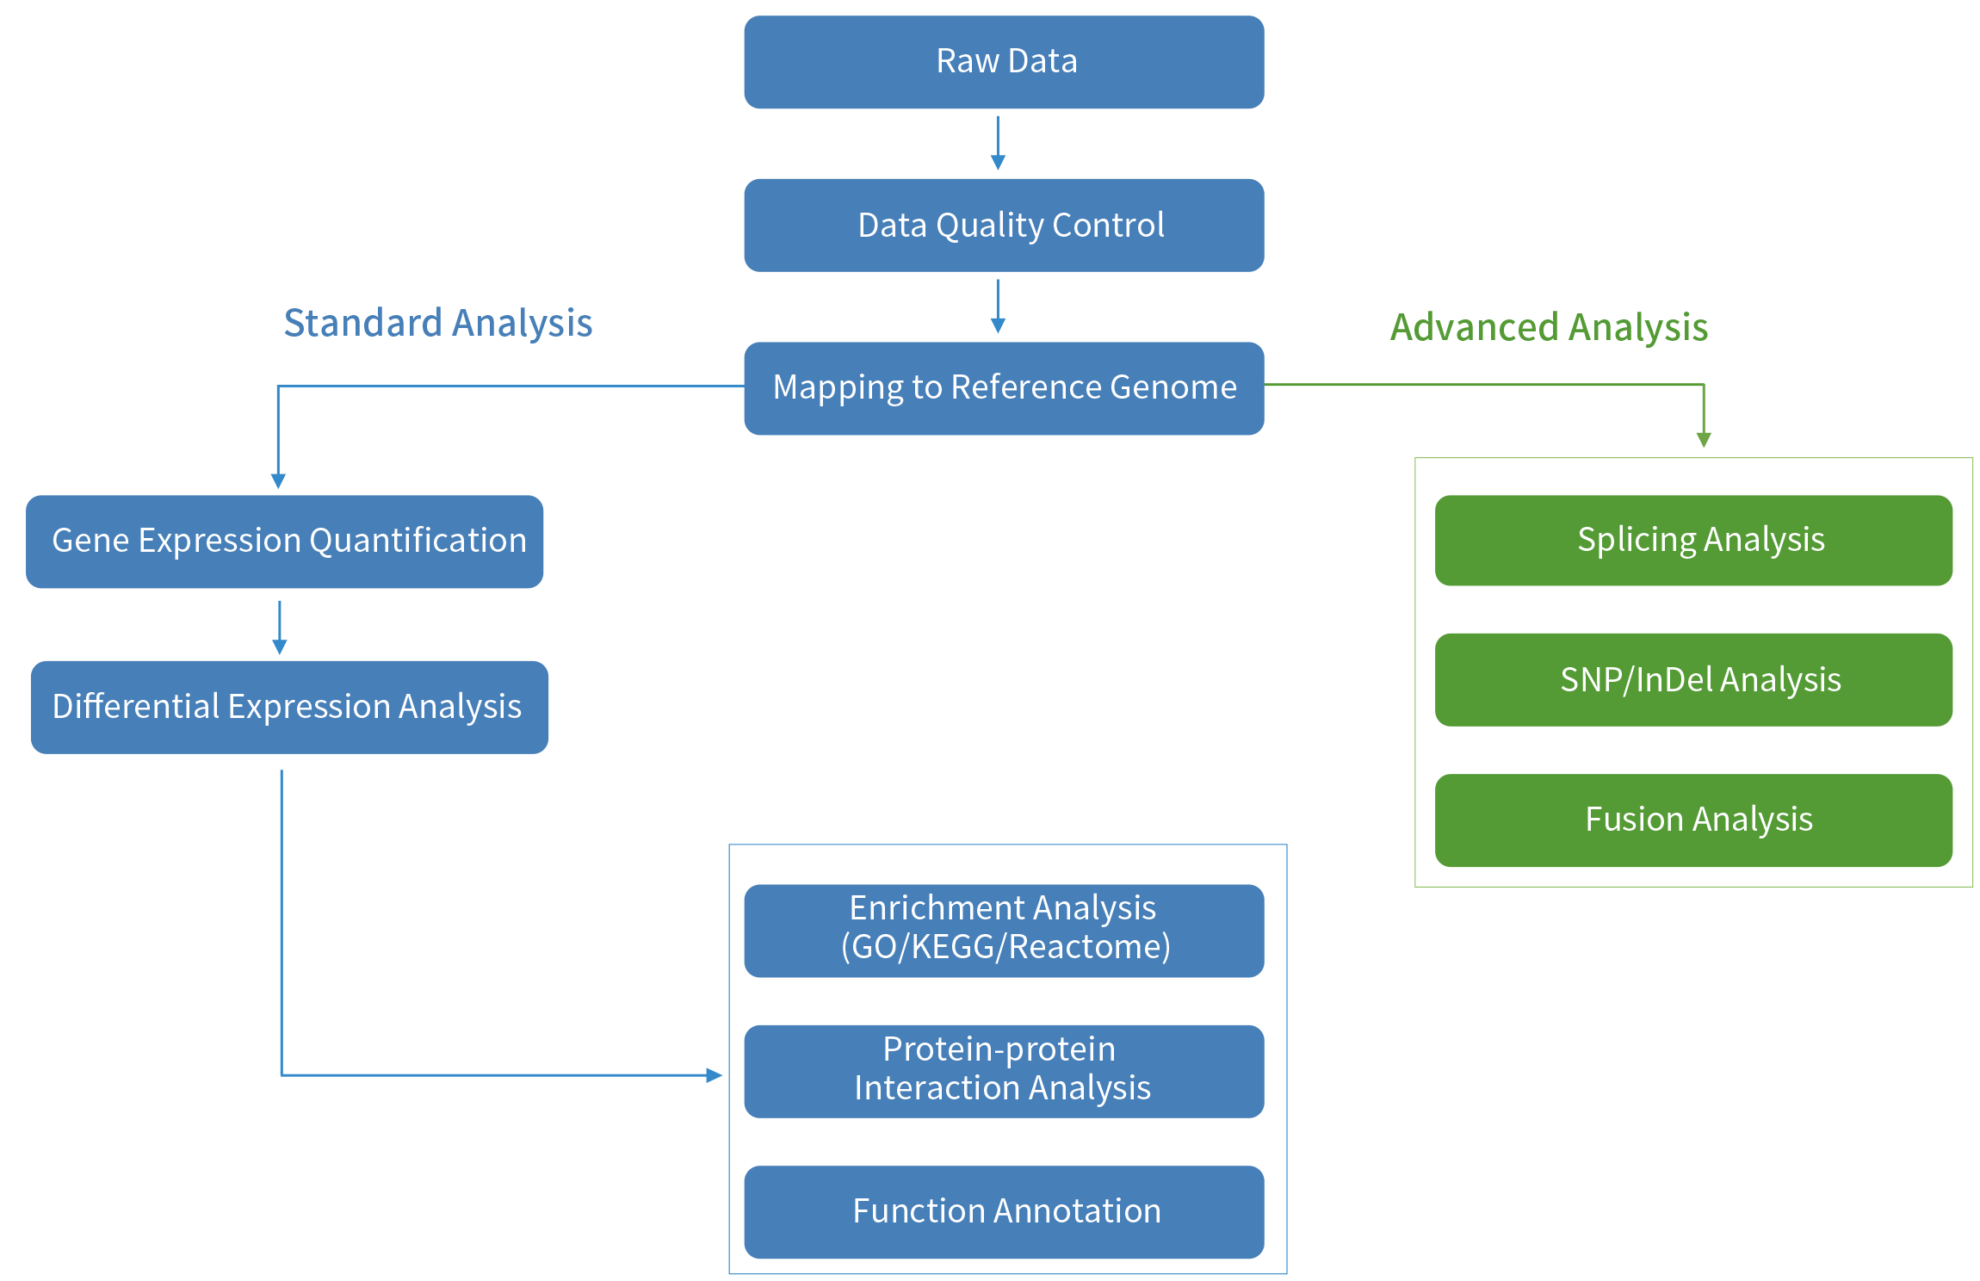 Raw Data
Data Quality Control
Standard Analysis
Advanced Analysis
Mapping to Reference Genome
Gene Expression Quantification
Differential Expression Analysis
Splicing Analysis
SNP/InDel Analysis
Fusion Analysis
Enrichment Analysis
(GO/KEGG/Reactome)
Protein-protein
Interaction Analysis
Function Annotation